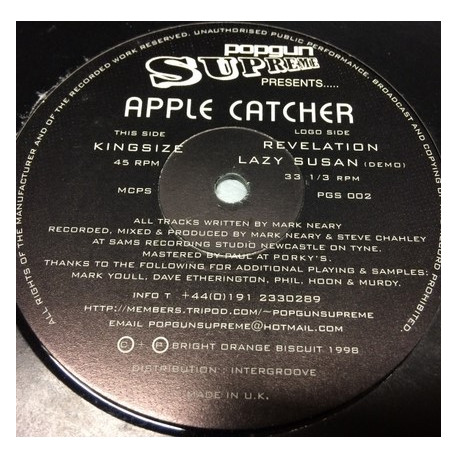 ALL RIGHTS OF THE MANUFACTURER AND OF THE RECORDED WORK RESERVED. UNAUTHORISED PUBLIC PERFORMANCE, BROADCAST AND COPYING PROHIBITED.
popgun
SUPREME
PRESENTS.....
APPLE CATCHER
THIS SIDE
LOGO SIDE
KINGSIZE
REVELATION
45 RPM
LAZY SUSAN (DEMO)
33 1/3 RPM
MCPS
PGS 002
ALL TRACKS WRITTEN BY MARK NEARY
RECORDED, MIXED & PRODUCED BY MARK NEARY & STEVE CHAHLEY
AT SAMS RECORDING STUDIO NEWCASTLE ON TYNE.
MASTERED BY PAUL AT PORKY'S.
THANKS TO THE FOLLOWING FOR ADDITIONAL PLAYING & SAMPLES:
MARK YOULL, DAVE ETHERINGTON, PHIL, HOON & MURDY.
INFO T +44(0)191 2330289
HTTP://MEMBERS.TRIPOD.COM/~POPGUNSUPREME
EMAIL POPGUNSUPREME@HOTMAIL.COM
C + P BRIGHT ORANGE BISCUIT 1998
DISTRIBUTION : INTERGROOVE
MADE IN U.K.